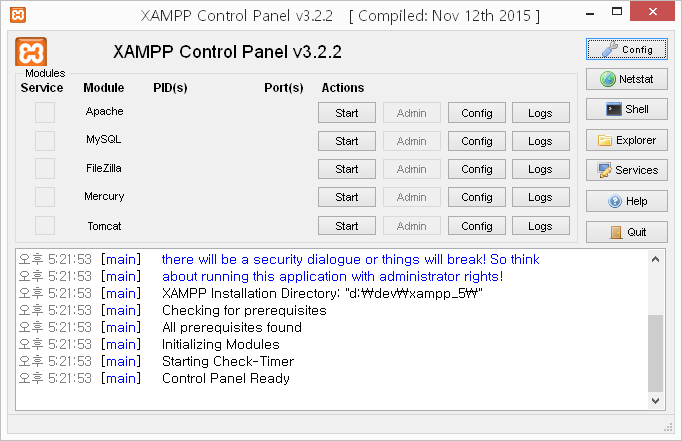 XAMPP Control Panel v3.2.2 [ Compiled: Nov 12th 2015 ]
XAMPP Control Panel v3.2.2
Config
Modules
Service Module PID(s) Port(s) Actions
Netstat
Apache Start Admin Config Logs
Shell
MySQL Start Admin Config Logs
Explorer
FileZilla Start Admin Config Logs
Services
Mercury Start Admin Config Logs
Help
Tomcat Start Admin Config Logs
Quit
오후 5:21:53 [main] there will be a security dialogue or things will break! So think
오후 5:21:53 [main] about running this application with administrator rights!
오후 5:21:53 [main] XAMPP Installation Directory: "d:₩dev₩xampp_5₩"
오후 5:21:53 [main] Checking for prerequisites
오후 5:21:53 [main] All prerequisites found
오후 5:21:53 [main] Initializing Modules
오후 5:21:53 [main] Starting Check-Timer
오후 5:21:53 [main] Control Panel Ready